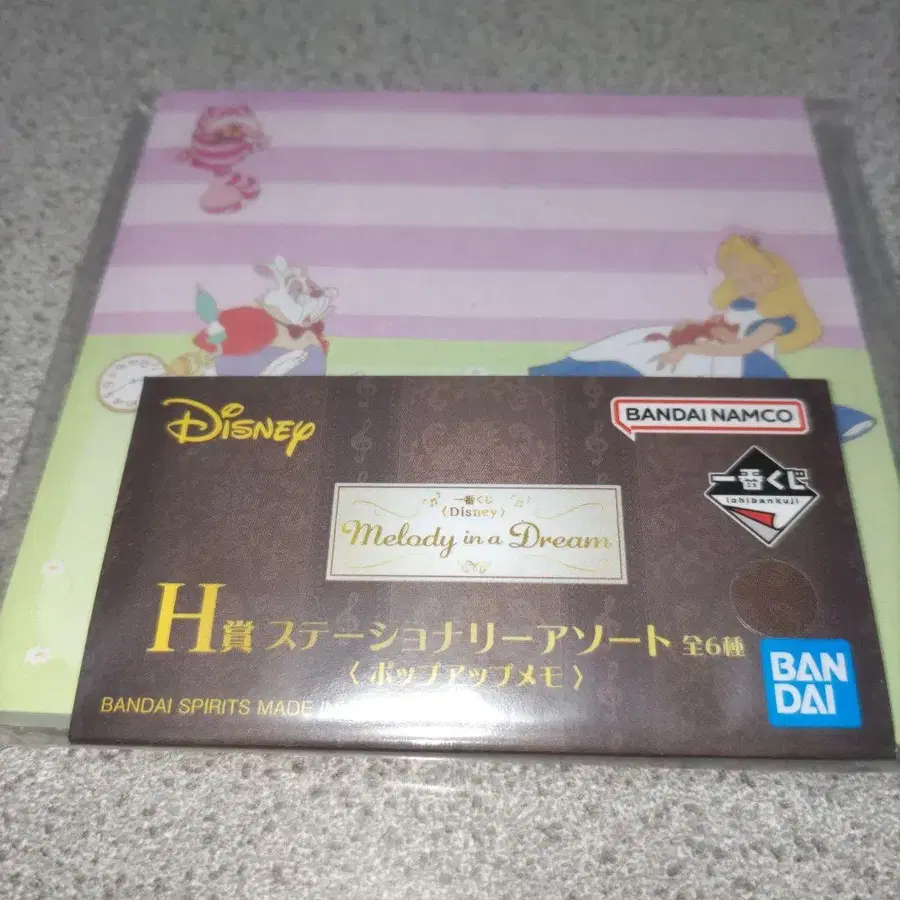 Disney
BANDAI NAMCO
一番くじ
ichibankuji
一番くじ
〈Disney〉
Melody in a Dream
H賞 ステーショナリーアソート 全6種
〈ポップアップメモ〉
BANDAI SPIRITS MADE
BAN
DAI